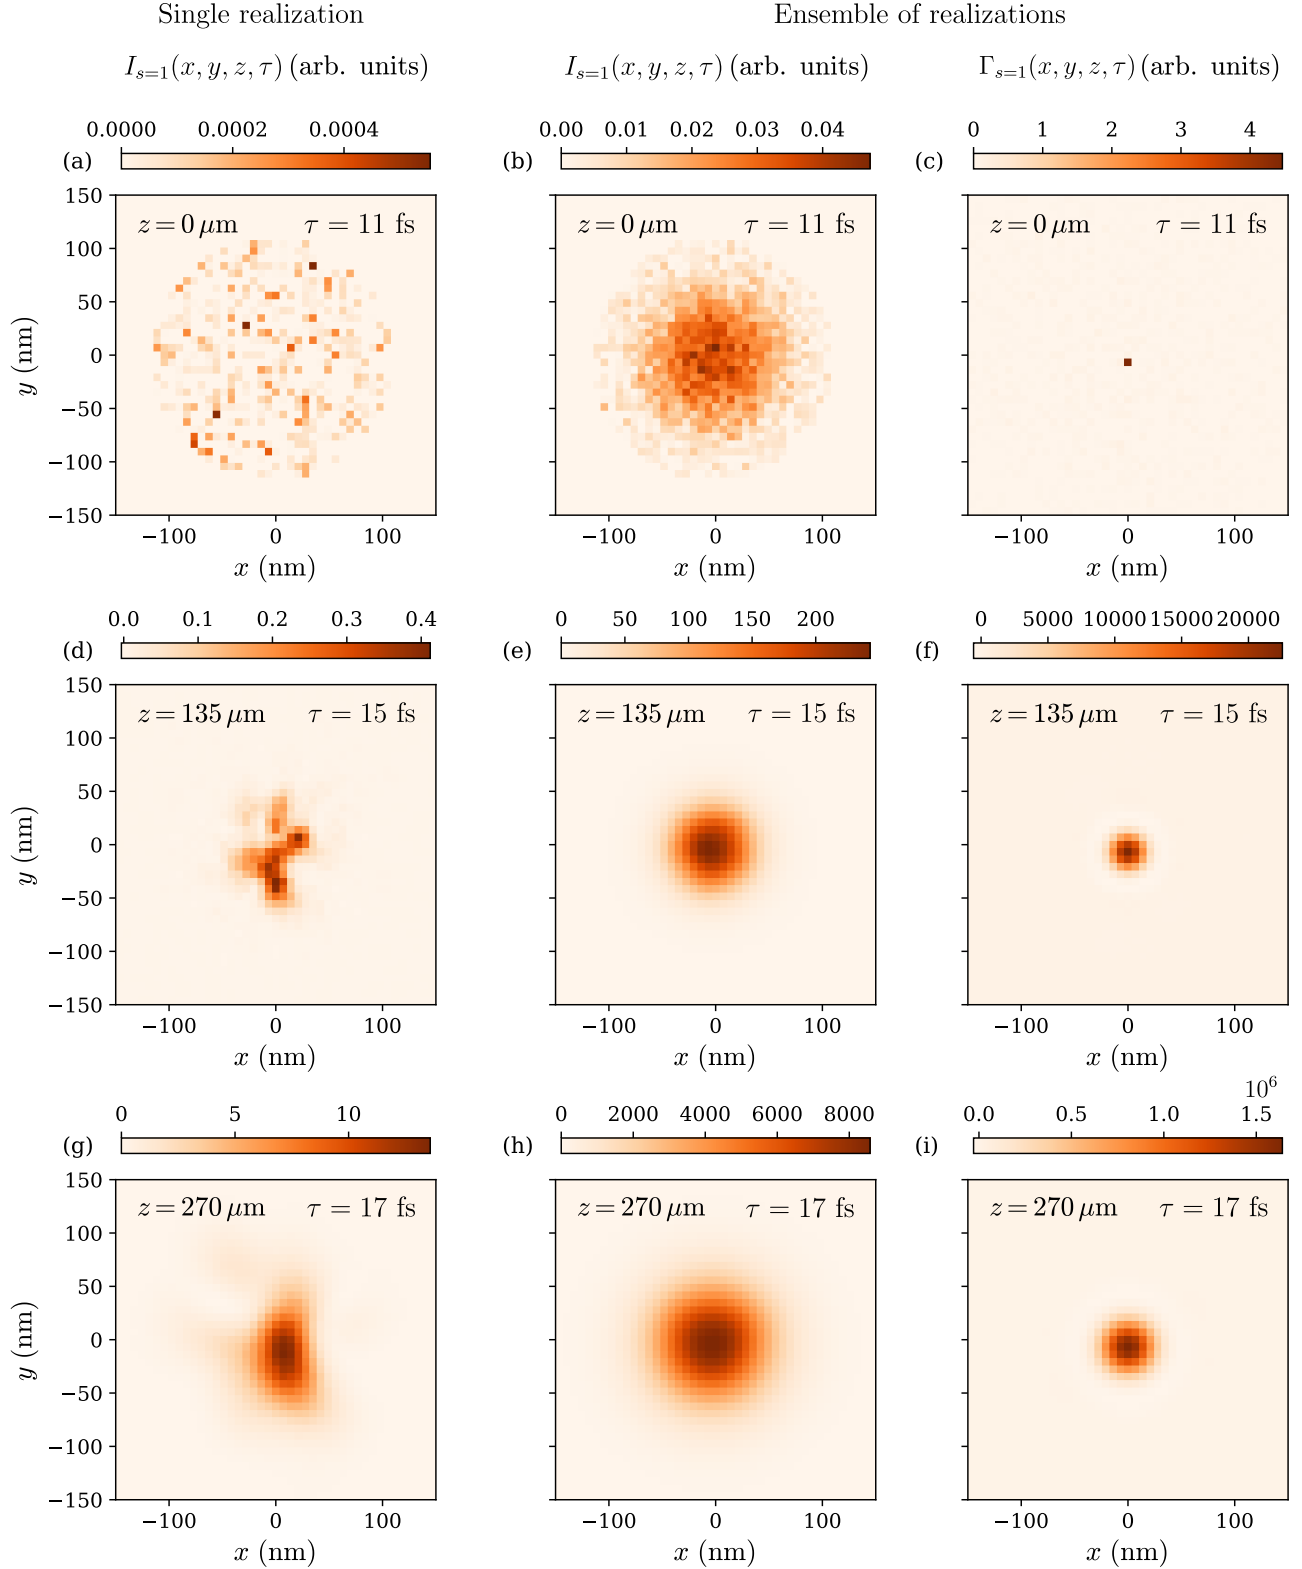 Single realization
Ensemble of realizations
I_{s=1}(x, y, z, τ) (arb. units)
I_{s=1}(x, y, z, τ) (arb. units)
Γ_{s=1}(x, y, z, τ) (arb. units)
0.0000 0.0002 0.0004
0.00 0.01 0.02 0.03 0.04
0 1 2 3 4
(a)
(b)
(c)
z = 0 μm τ = 11 fs
z = 0 μm τ = 11 fs
z = 0 μm τ = 11 fs
150
100
50
0
−50
−100
−150
y (nm)
−100 0 100
−100 0 100
−100 0 100
x (nm)
x (nm)
x (nm)
0.0 0.1 0.2 0.3 0.4
0 50 100 150 200
0 5000 10000 15000 20000
(d)
(e)
(f)
z = 135 μm τ = 15 fs
z = 135 μm τ = 15 fs
z = 135 μm τ = 15 fs
150
100
50
0
−50
−100
−150
y (nm)
−100 0 100
−100 0 100
−100 0 100
x (nm)
x (nm)
x (nm)
10^6
0 5 10
0 2000 4000 6000 8000
0.0 0.5 1.0 1.5
(g)
(h)
(i)
z = 270 μm τ = 17 fs
z = 270 μm τ = 17 fs
z = 270 μm τ = 17 fs
150
100
50
0
−50
−100
−150
y (nm)
−100 0 100
−100 0 100
−100 0 100
x (nm)
x (nm)
x (nm)